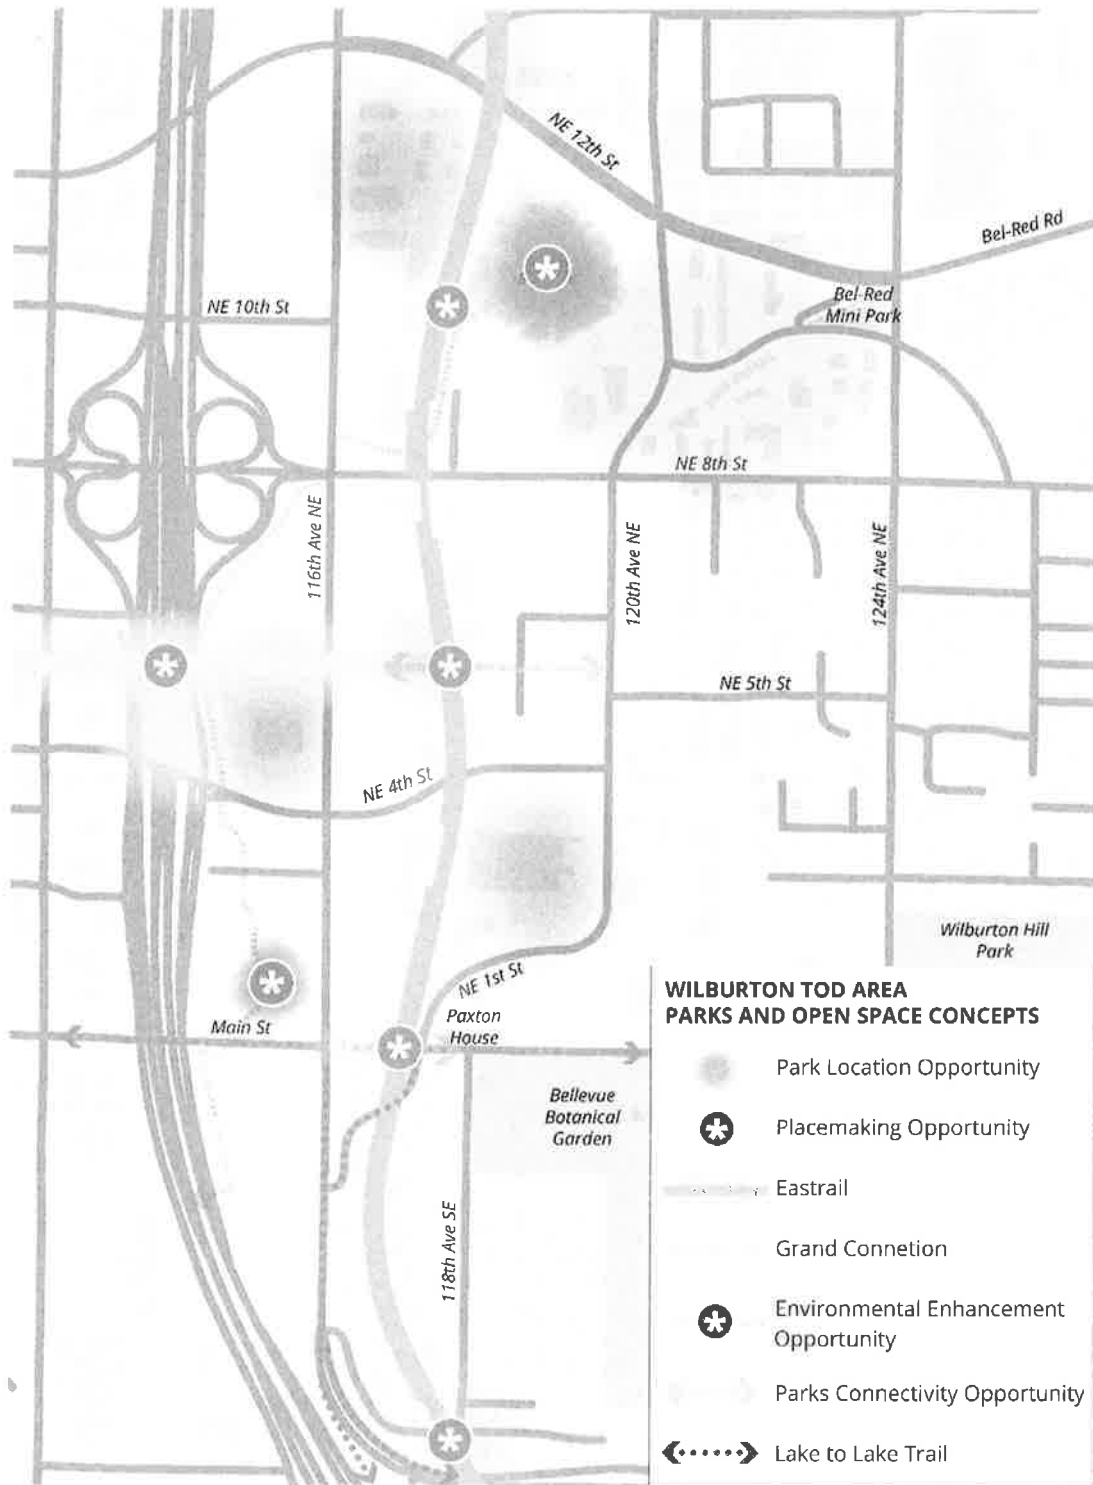 NE 12th St
Bel-Red Rd
Bel-Red
Mini Park
NE 10th St
NE 8th St
116th Ave NE
120th Ave NE
124th Ave NE
NE 5th St
NE 4th St
Wilburton Hill
Park
NE 1st St
Main St
Paxton
House
Bellevue
Botanical
Garden
118th Ave SE
WILBURTON TOD AREA
PARKS AND OPEN SPACE CONCEPTS
Park Location Opportunity
Placemaking Opportunity
Eastrail
Grand Connetion
Environmental Enhancement
Opportunity
Parks Connectivity Opportunity
Lake to Lake Trail